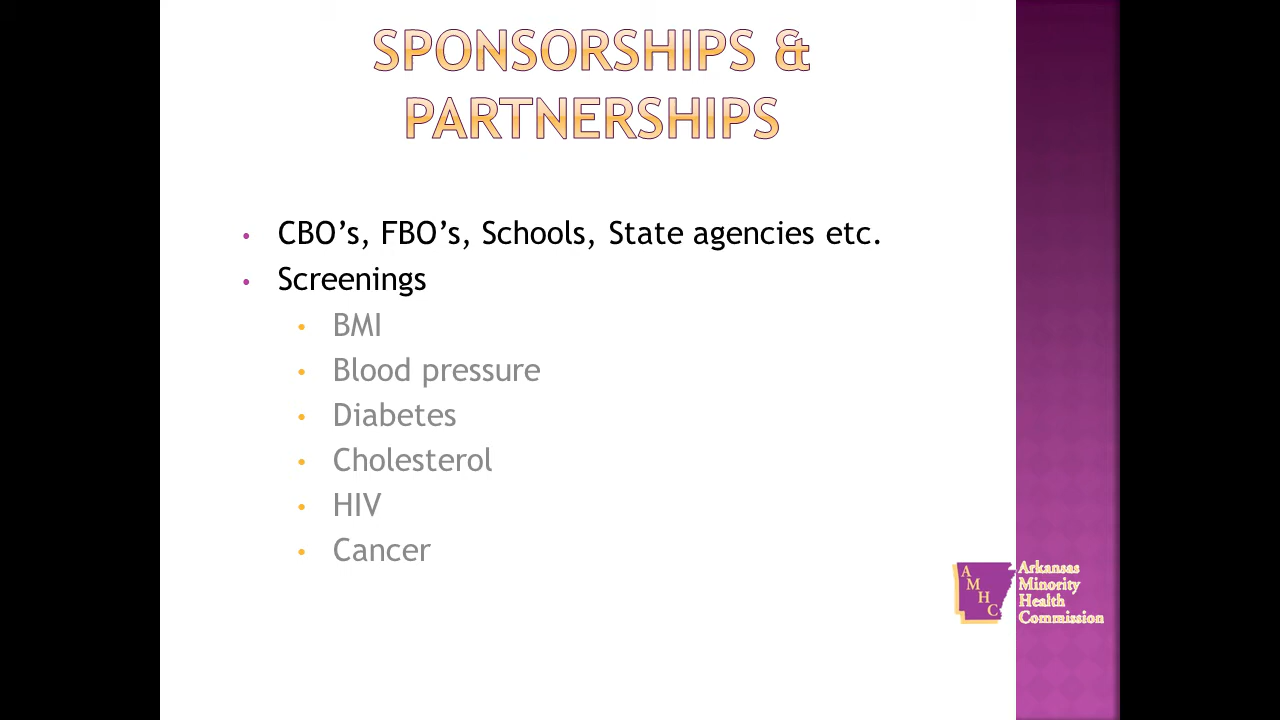 SPONSORSHIPS &
PARTNERSHIPS
• CBO’s, FBO’s, Schools, State agencies etc.
• Screenings
• BMI
• Blood pressure
• Diabetes
• Cholesterol
• HIV
• Cancer
A
M
H
C
Arkansas
Minority
Health
Commission